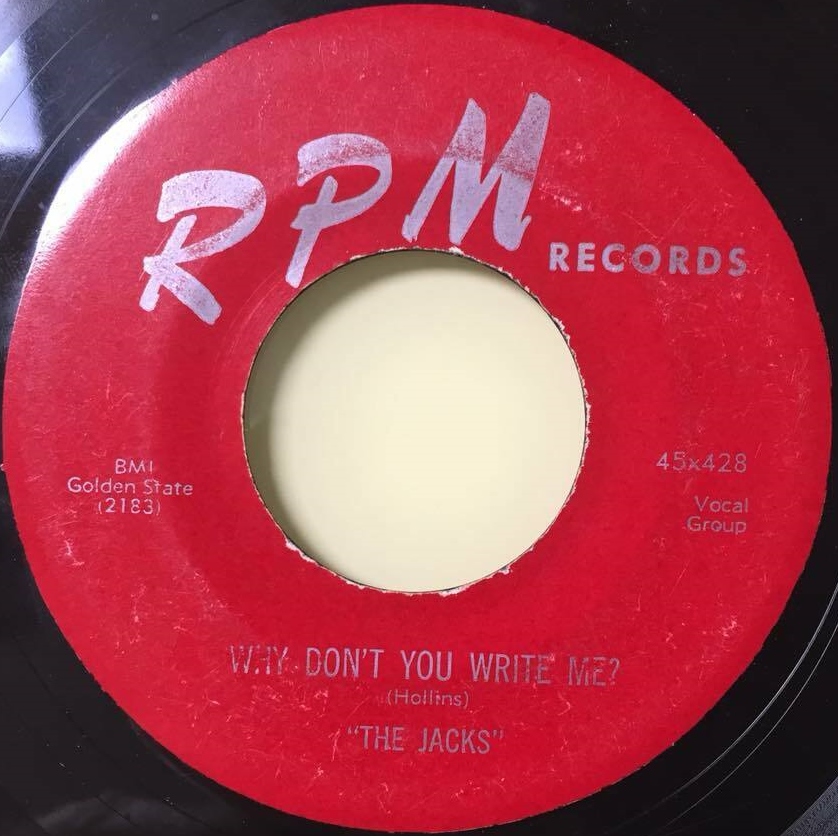 RPM RECORDS
BMI
Golden State
(2183)
45x428
Vocal
Group
WHY DON'T YOU WRITE ME?
(Hollins)
"THE JACKS"